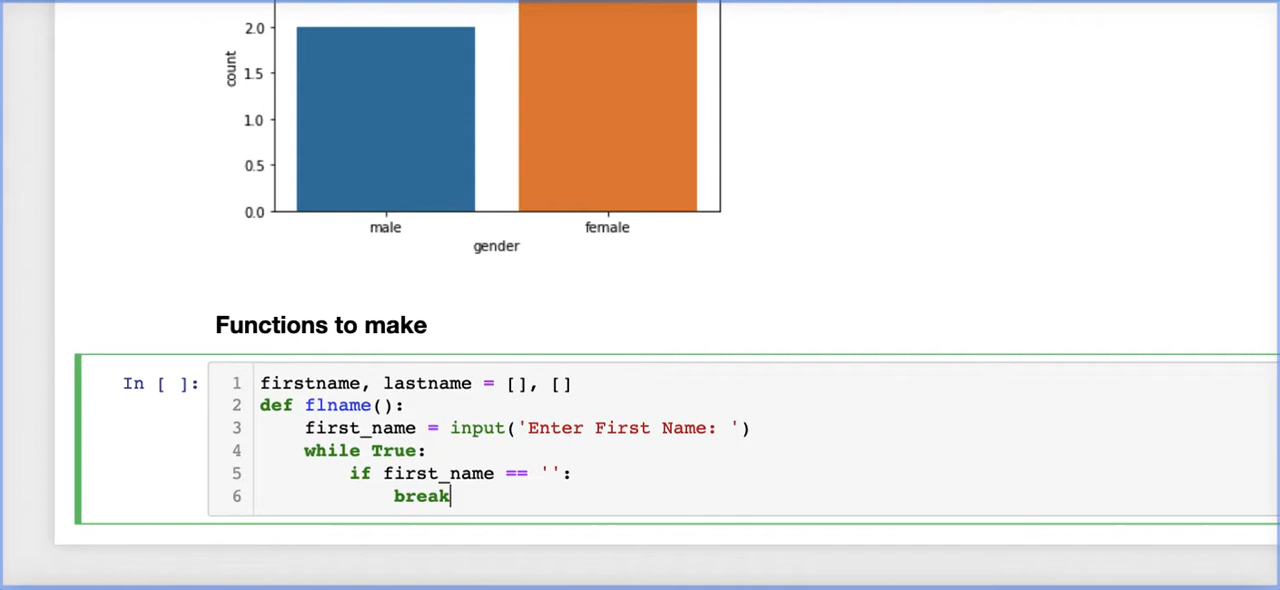 2.0
count
1.5
1.0
0.5
0.0
male female
gender
Functions to make
In [ ]:
1 firstname, lastname = [], []
2 def flname():
3     first_name = input('Enter First Name: ')
4     while True:
5         if first_name == '':
6             break